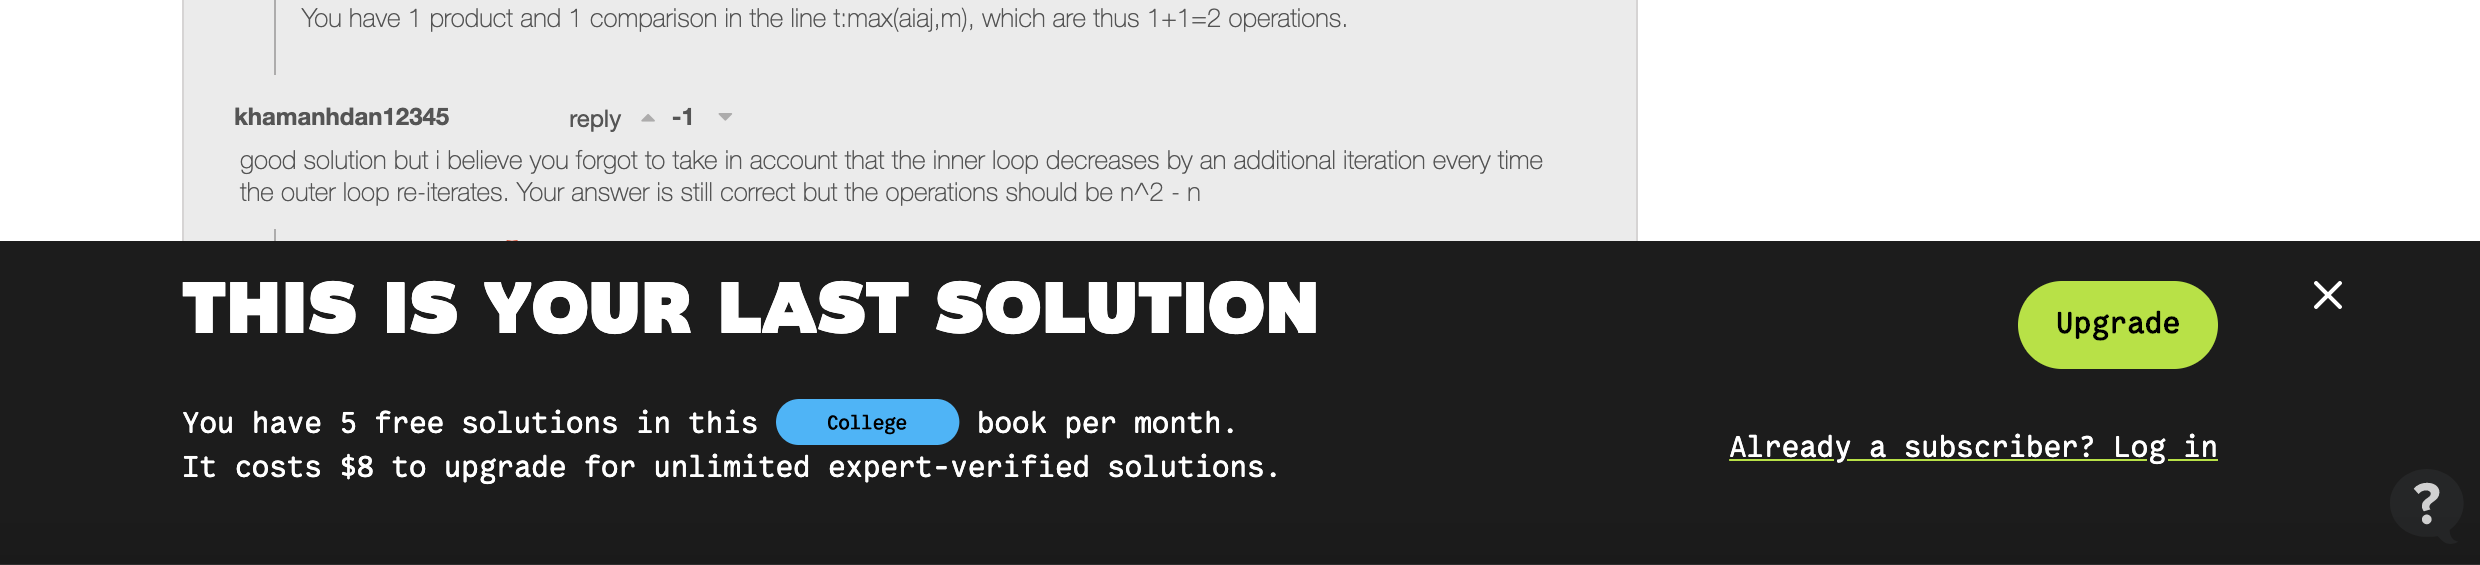 You have 1 product and 1 comparison in the line t:max(aiaj,m), which are thus 1+1=2 operations.
khamanhdan12345 reply -1
good solution but i believe you forgot to take in account that the inner loop decreases by an additional iteration every time
the outer loop re-iterates. Your answer is still correct but the operations should be n^2 - n
THIS IS YOUR LAST SOLUTION
Upgrade
You have 5 free solutions in this College book per month.
It costs $8 to upgrade for unlimited expert-verified solutions.
Already a subscriber? Log in
?